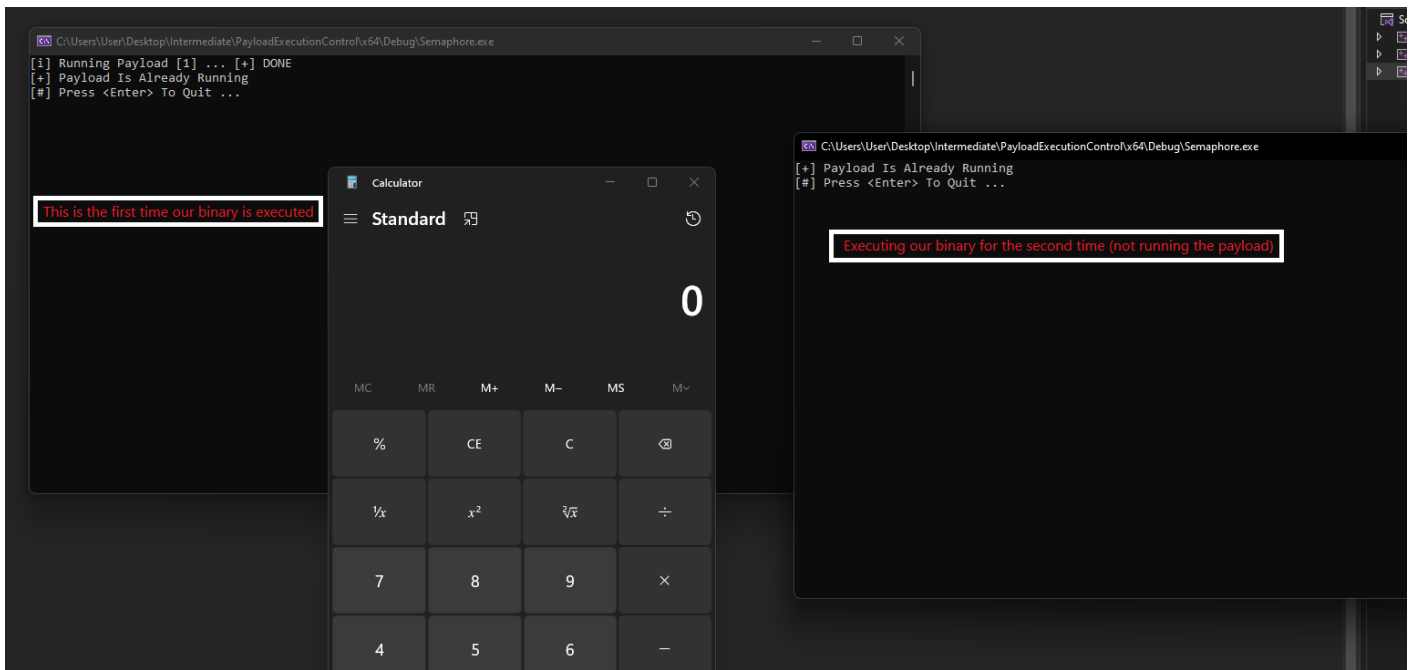 C:\Users\User\Desktop\Intermediate\PayloadExecutionControl\x64\Debug\Semaphore.exe
[i] Running Payload [1] ... [+] DONE
[+] Payload Is Already Running
[#] Press <Enter> To Quit ...
This is the first time our binary is executed
Calculator
Standard
0
MC MR M+ M− MS M˅
% CE C
¹/x x² ²√x ÷
7 8 9 ×
4 5 6 −
C:\Users\User\Desktop\Intermediate\PayloadExecutionControl\x64\Debug\Semaphore.exe
[+] Payload Is Already Running
[#] Press <Enter> To Quit ...
Executing our binary for the second time (not running the payload)